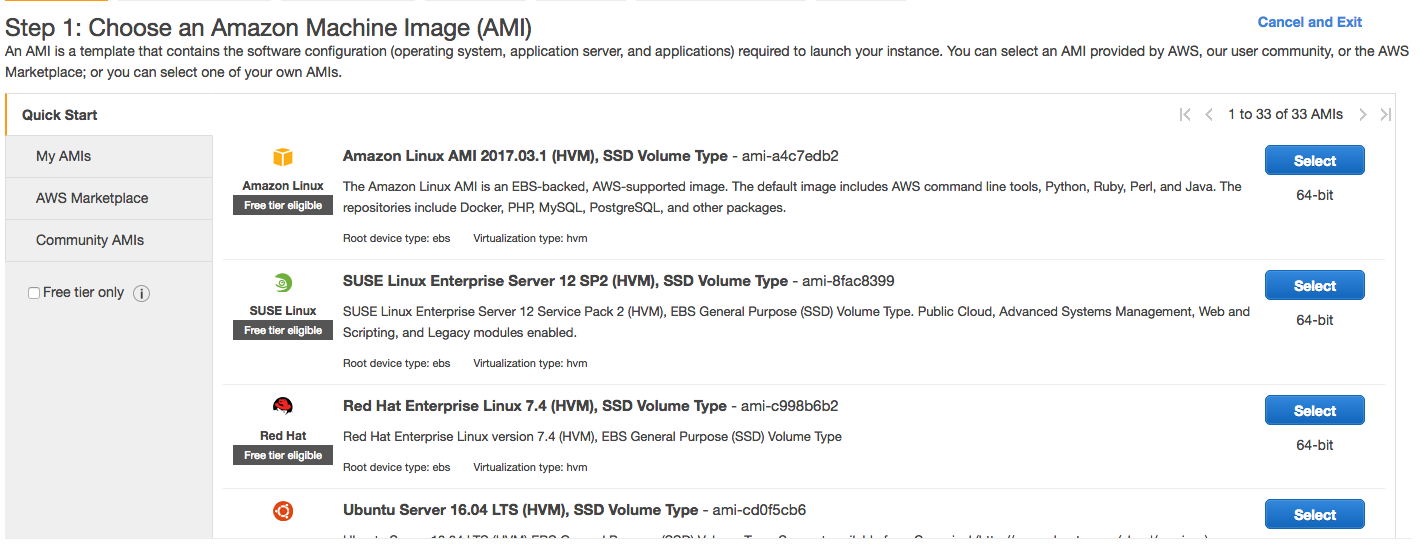 Step 1: Choose an Amazon Machine Image (AMI)
Cancel and Exit
An AMI is a template that contains the software configuration (operating system, application server, and applications) required to launch your instance. You can select an AMI provided by AWS, our user community, or the AWS
Marketplace; or you can select one of your own AMIs.
Quick Start
1 to 33 of 33 AMIs
My AMIs
AWS Marketplace
Community AMIs
Free tier only
Amazon Linux AMI 2017.03.1 (HVM), SSD Volume Type - ami-a4c7edb2
Select
Amazon Linux
Free tier eligible
The Amazon Linux AMI is an EBS-backed, AWS-supported image. The default image includes AWS command line tools, Python, Ruby, Perl, and Java. The
repositories include Docker, PHP, MySQL, PostgreSQL, and other packages.
64-bit
Root device type: ebs Virtualization type: hvm
SUSE Linux Enterprise Server 12 SP2 (HVM), SSD Volume Type - ami-8fac8399
Select
SUSE Linux
Free tier eligible
SUSE Linux Enterprise Server 12 Service Pack 2 (HVM), EBS General Purpose (SSD) Volume Type. Public Cloud, Advanced Systems Management, Web and
Scripting, and Legacy modules enabled.
64-bit
Root device type: ebs Virtualization type: hvm
Red Hat Enterprise Linux 7.4 (HVM), SSD Volume Type - ami-c998b6b2
Select
Red Hat
Free tier eligible
Red Hat Enterprise Linux version 7.4 (HVM), EBS General Purpose (SSD) Volume Type
64-bit
Root device type: ebs Virtualization type: hvm
Ubuntu Server 16.04 LTS (HVM), SSD Volume Type - ami-cd0f5cb6
Select